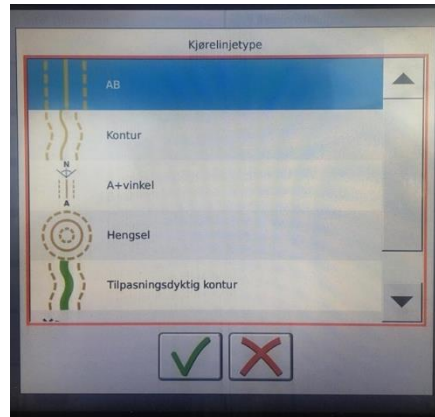 Kjørelinjetype
AB
Kontur
N
A
A+vinkel
Hengsel
Tilpasningsdyktig kontur